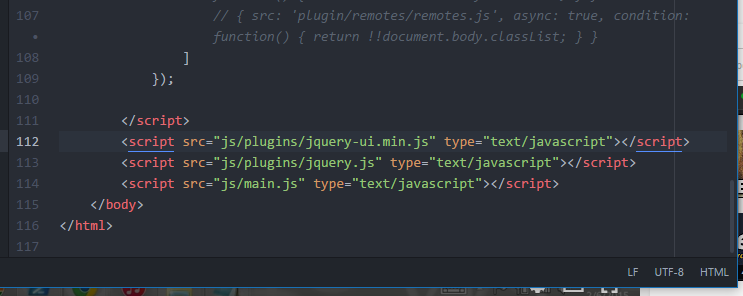 107 // { src: 'plugin/remotes/remotes.js', async: true, condition:
• function() { return !!document.body.classList; } }
108 ]
109 });
110
111 </script>
112 <script src="js/plugins/jquery-ui.min.js" type="text/javascript"></script>
113 <script src="js/plugins/jquery.js" type="text/javascript"></script>
114 <script src="js/main.js" type="text/javascript"></script>
115 </body>
116 </html>
117
LF UTF-8 HTML